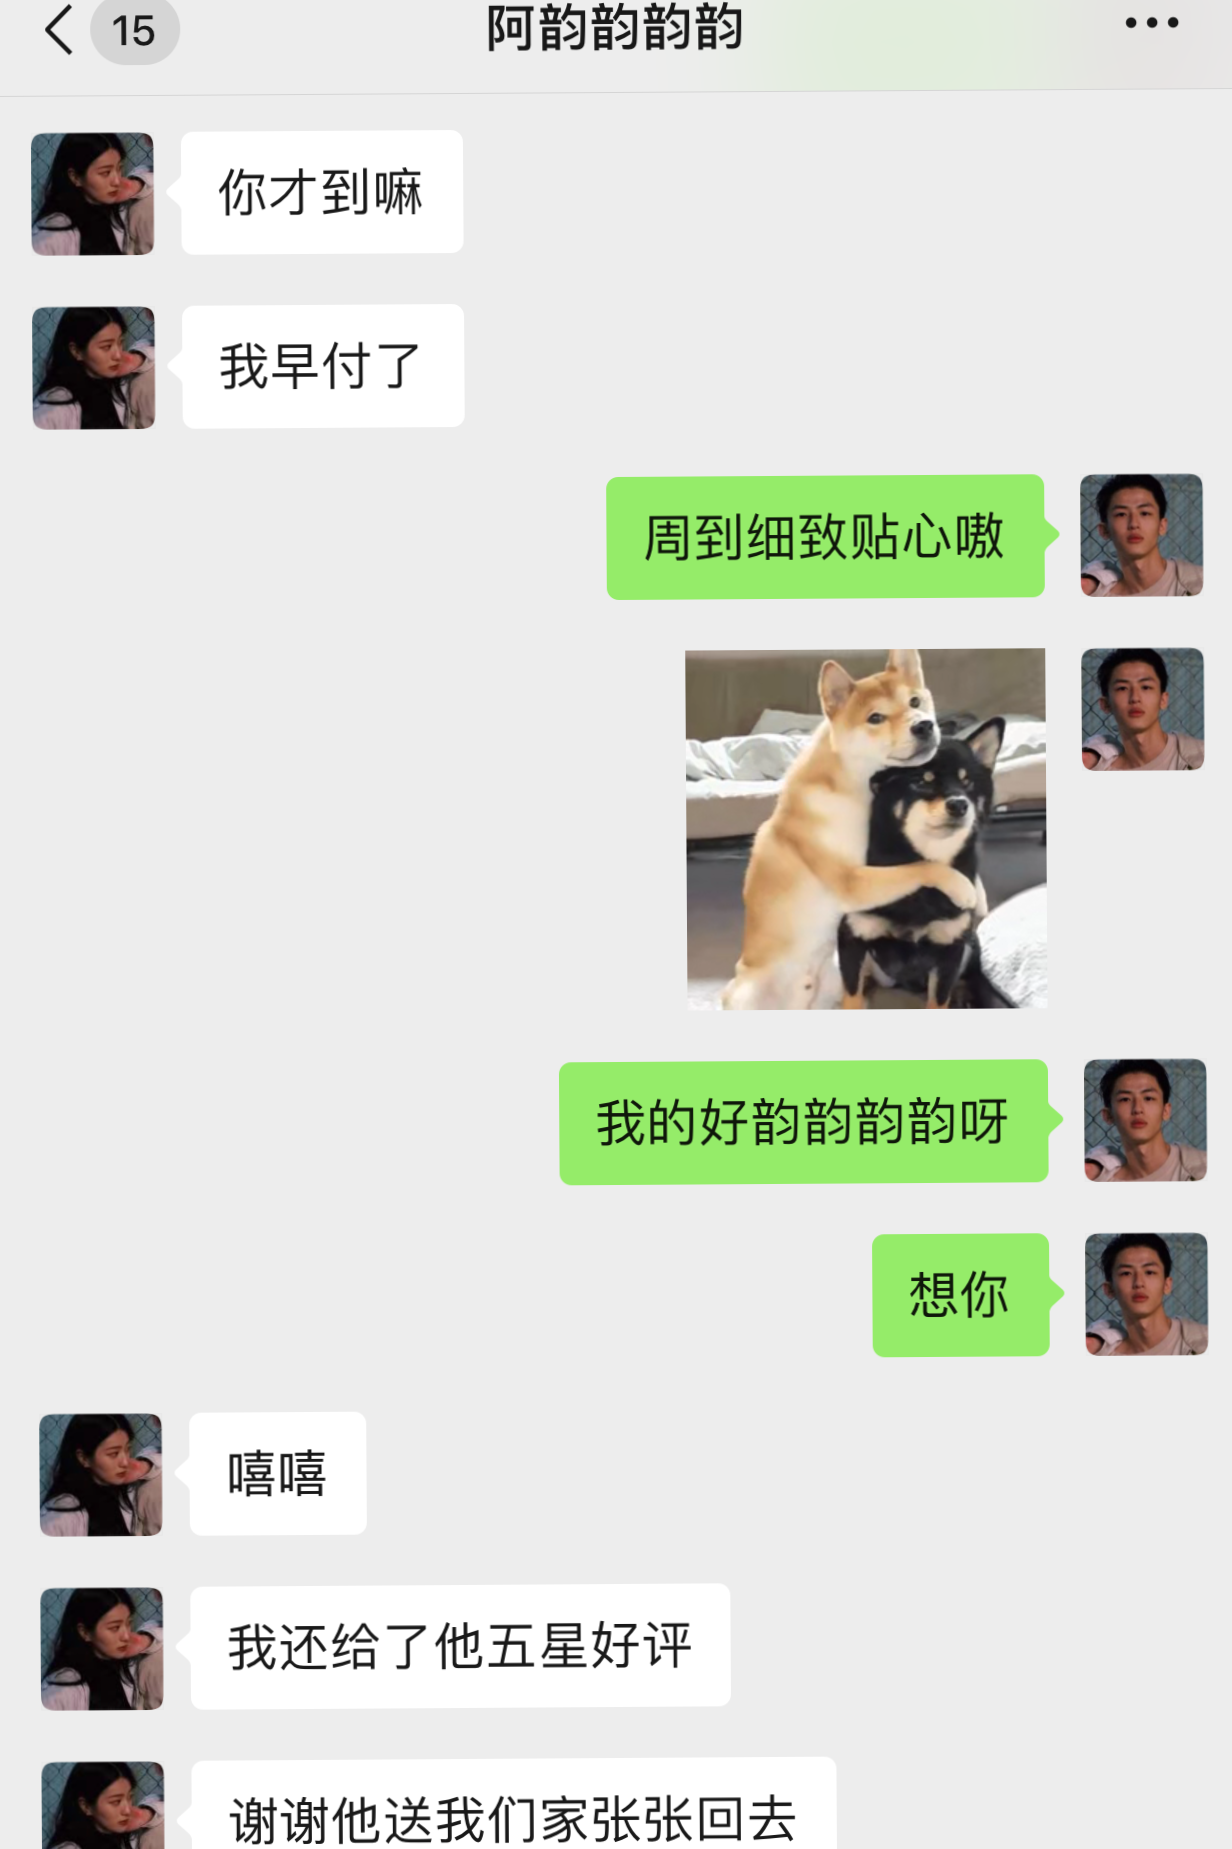 15
阿韵韵韵韵
你才到嘛
我早付了
周到细致贴心嗷
我的好韵韵韵韵呀
想你
嘻嘻
我还给了他五星好评
谢谢他送我们家张张回去